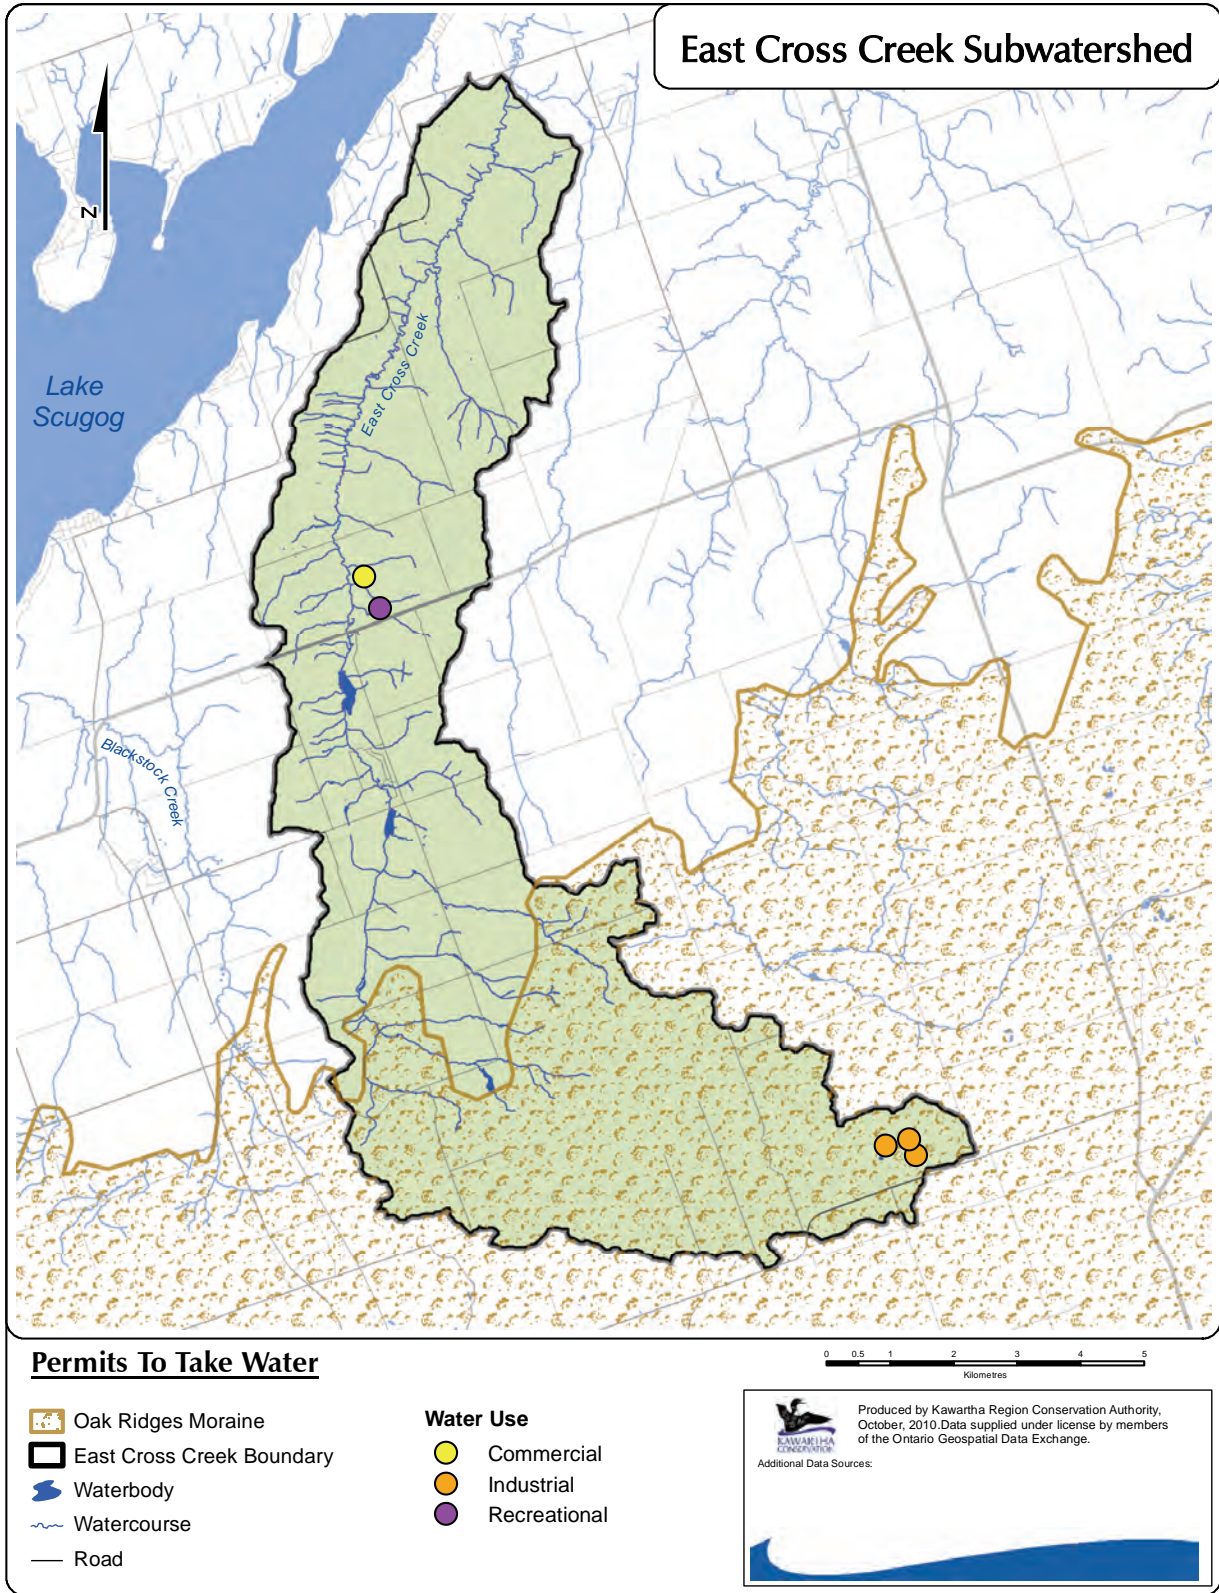 East Cross Creek Subwatershed
N
Lake
Scugog
East Cross Creek
Blackstock Creek
Permits To Take Water
Oak Ridges Moraine
East Cross Creek Boundary
Waterbody
Watercourse
Road
Water Use
Commercial
Industrial
Recreational
0 0.5 1 2 3 4 5
Kilometres
KAWARTHA
CONSERVATION
Produced by Kawartha Region Conservation Authority,
October, 2010.Data supplied under license by members
of the Ontario Geospatial Data Exchange.
Additional Data Sources: